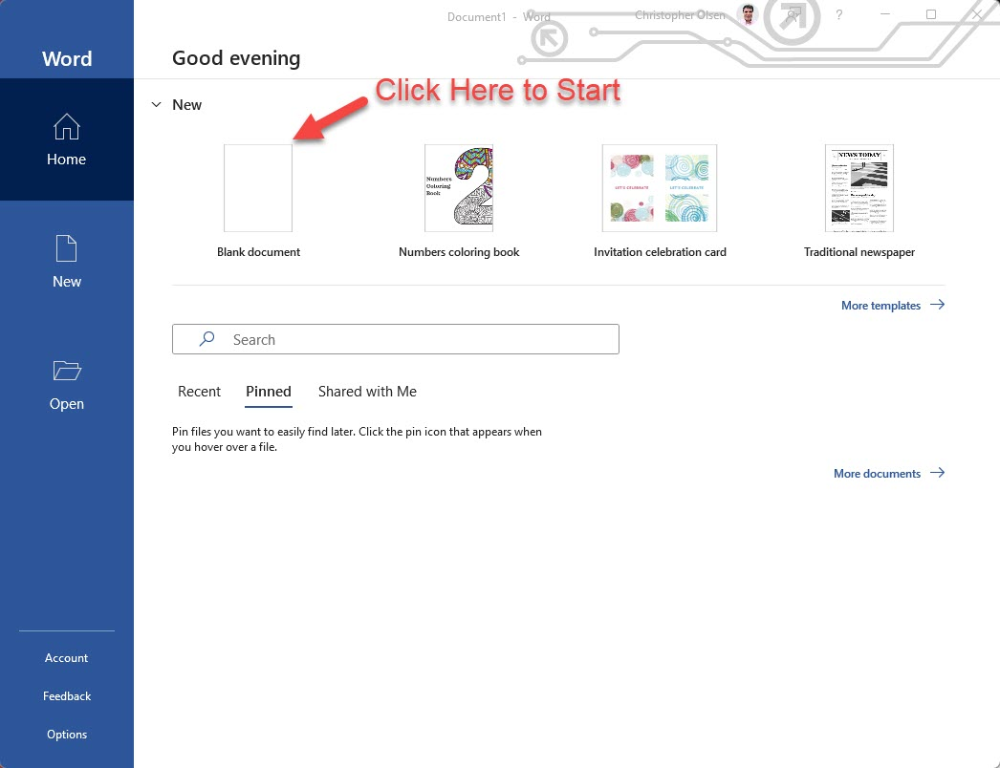 Document1 - Word
Christopher Olsen
?
Word
Good evening
Click Here to Start
New
Home
NEWS TODAY
Numbers
Coloring
Book
2
LET'S CELEBRATE
LET'S CELEBRATE
Blank document
Numbers coloring book
Invitation celebration card
Traditional newspaper
New
More templates
Search
Recent
Pinned
Shared with Me
Open
Pin files you want to easily find later. Click the pin icon that appears when
you hover over a file.
More documents
Account
Feedback
Options